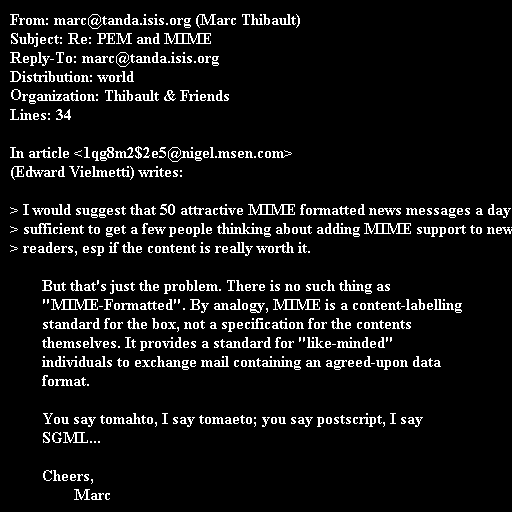 From: marc@tanda.isis.org (Marc Thibault)
Subject: Re: PEM and MIME
Reply-To: marc@tanda.isis.org
Distribution: world
Organization: Thibault & Friends
Lines: 34

In article <1qg8m2$2e5@nigel.msen.com>
(Edward Vielmetti) writes:

> I would suggest that 50 attractive MIME formatted news messages a day
> sufficient to get a few people thinking about adding MIME support to new
> readers, esp if the content is really worth it.

But that's just the problem. There is no such thing as
"MIME-Formatted". By analogy, MIME is a content-labelling
standard for the box, not a specification for the contents
themselves. It provides a standard for "like-minded"
individuals to exchange mail containing an agreed-upon data
format.

You say tomahto, I say tomaeto; you say postscript, I say
SGML...

Cheers,
Marc